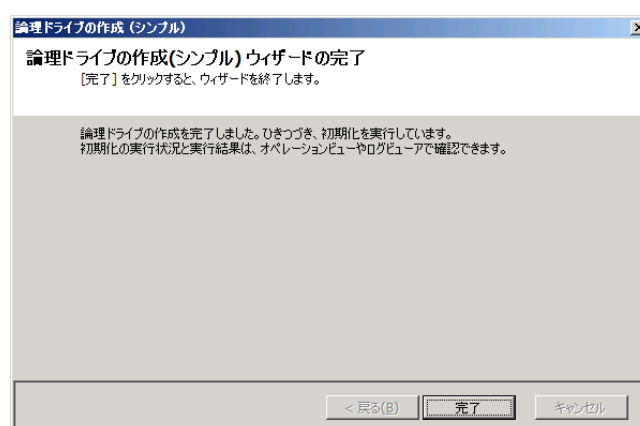 論理ドライブの作成 (シンプル)
論理ドライブの作成(シンプル) ウィザードの完了
[完了] をクリックすると、ウィザードを終了します。
論理ドライブの作成を完了しました。ひきつづき、初期化を実行しています。
初期化の実行状況と実行結果は、オペレーションビューやログビューアで確認できます。
< 戻る(B) 完了 キャンセル